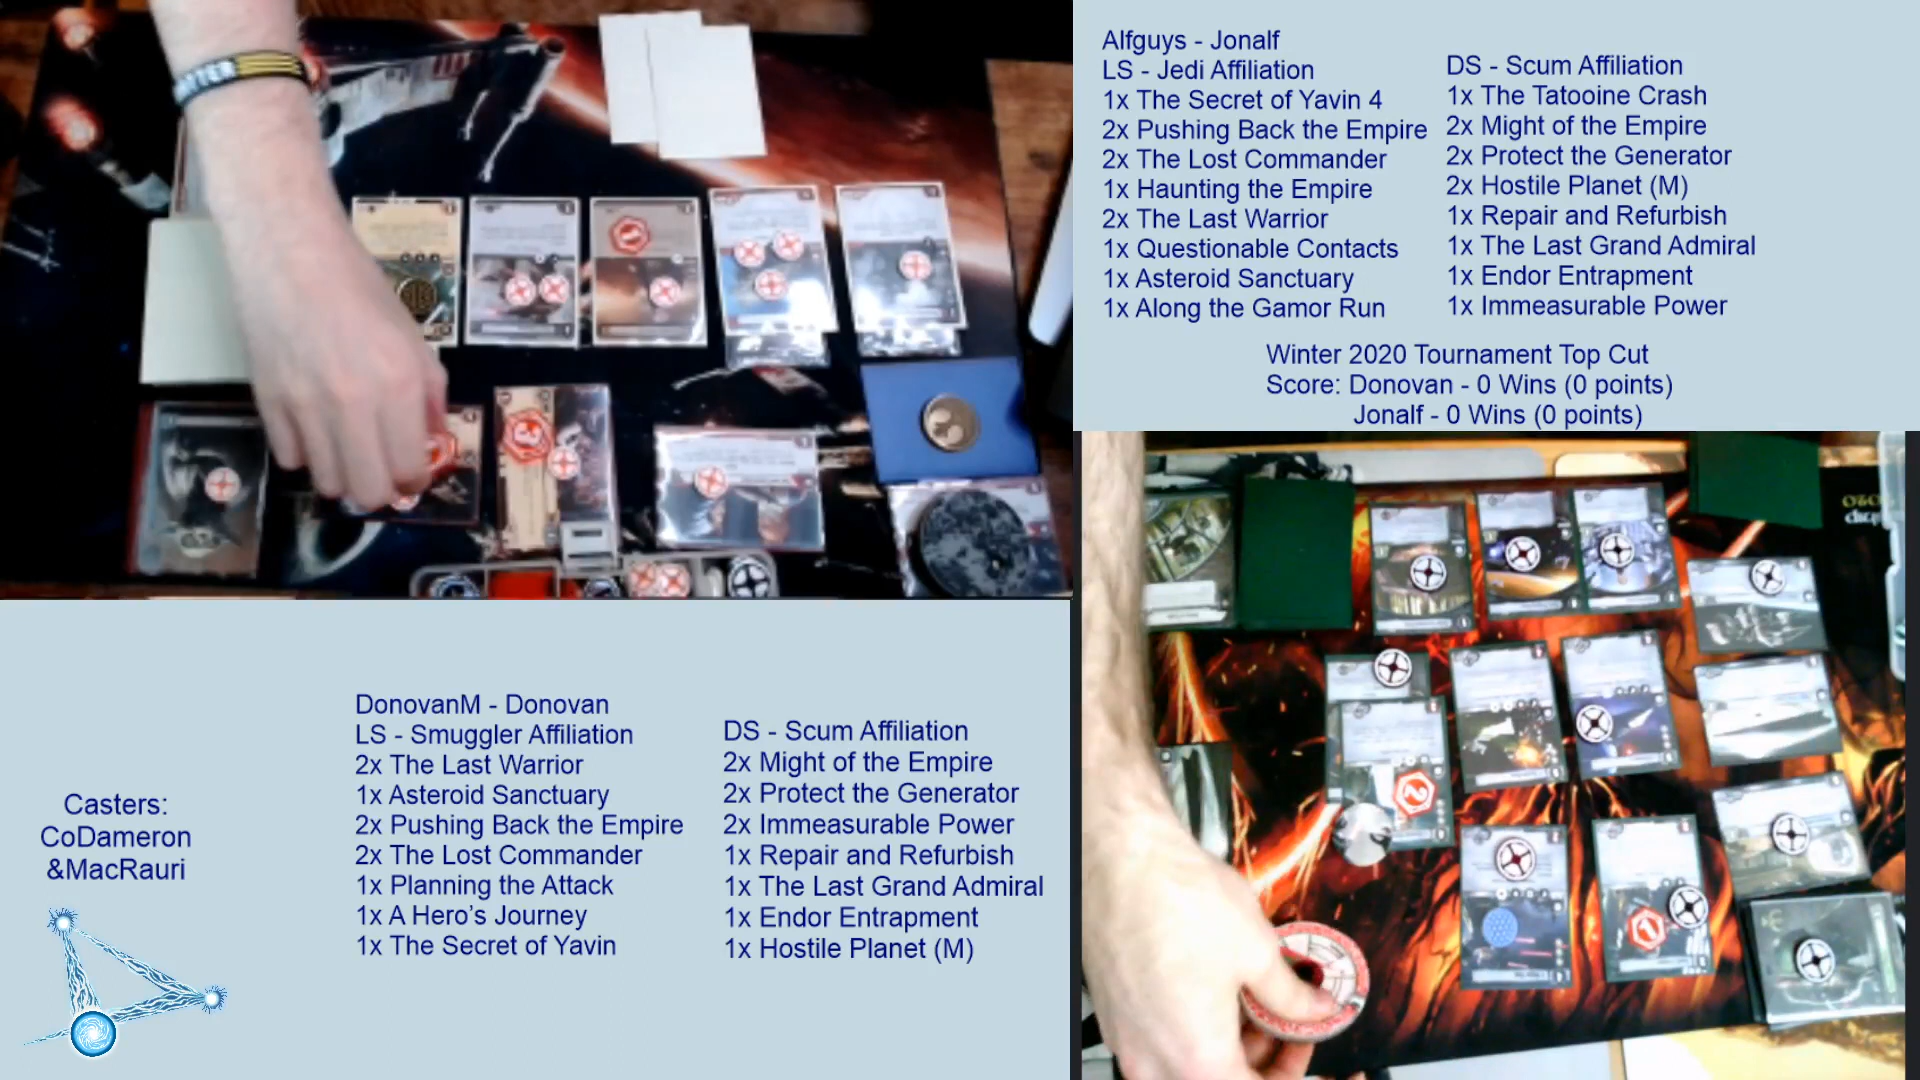 Alfguys - Jonalf
LS - Jedi Affiliation
1x The Secret of Yavin 4
2x Pushing Back the Empire
2x The Lost Commander
1x Haunting the Empire
2x The Last Warrior
1x Questionable Contacts
1x Asteroid Sanctuary
1x Along the Gamor Run
DS - Scum Affiliation
1x The Tatooine Crash
2x Might of the Empire
2x Protect the Generator
2x Hostile Planet (M)
1x Repair and Refurbish
1x The Last Grand Admiral
1x Endor Entrapment
1x Immeasurable Power
Winter 2020 Tournament Top Cut
Score: Donovan - 0 Wins (0 points)
Jonalf - 0 Wins (0 points)
Casters:
CoDameron
&MacRauri
DonovanM - Donovan
LS - Smuggler Affiliation
2x The Last Warrior
1x Asteroid Sanctuary
2x Pushing Back the Empire
2x The Lost Commander
1x Planning the Attack
1x A Hero's Journey
1x The Secret of Yavin
DS - Scum Affiliation
2x Might of the Empire
2x Protect the Generator
2x Immeasurable Power
1x Repair and Refurbish
1x The Last Grand Admiral
1x Endor Entrapment
1x Hostile Planet (M)